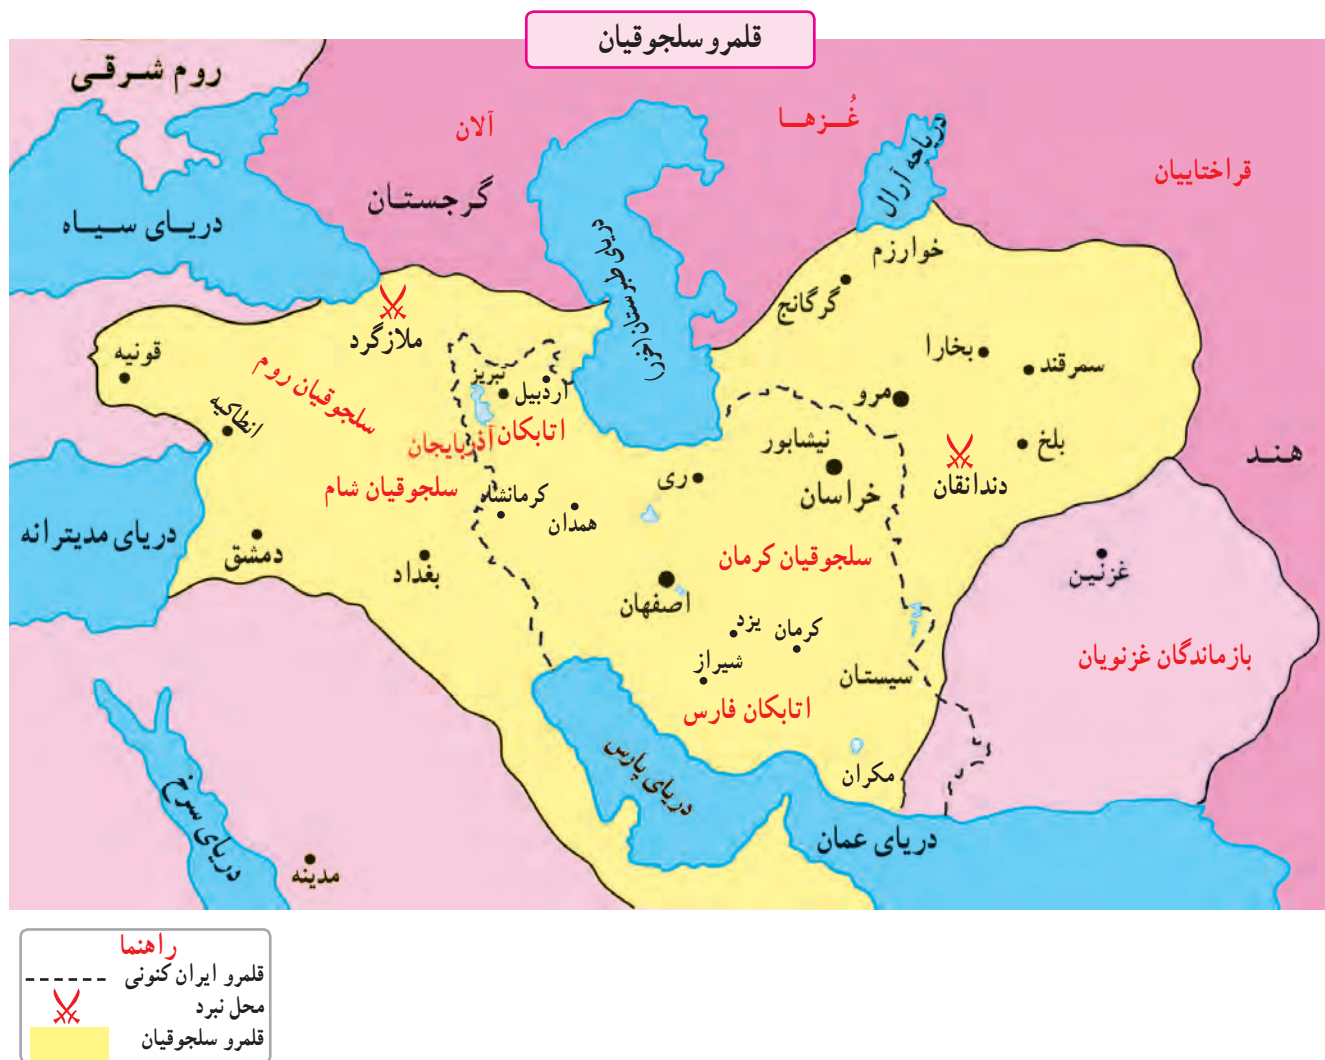 قلمرو سلجوقیان
روم شرقی
آلان
غُزها
دریاچه آرال
قراختاییان
گرجستان
دریای سیاه
دریای طبرستان (خزر)
خوارزم
گرگانج
ملازگرد
بخارا
سمرقند
قونیه
تبریز
اردبیل
مرو
سلجوقیان روم
انطاکیه
اتابکان آذربایجان
نیشابور
بلخ
هند
ری
خراسان
دندانقان
سلجوقیان شام
کرمانشاه
همدان
دریای مدیترانه
دمشق
بغداد
سلجوقیان کرمان
غزنین
اصفهان
یزد
کرمان
شیراز
سیستان
بازماندگان غزنویان
اتابکان فارس
دریای پارس
مکران
دریای سرخ
دریای عمان
مدینه
راهنما
قلمرو ایران کنونی
محل نبرد
قلمرو سلجوقیان